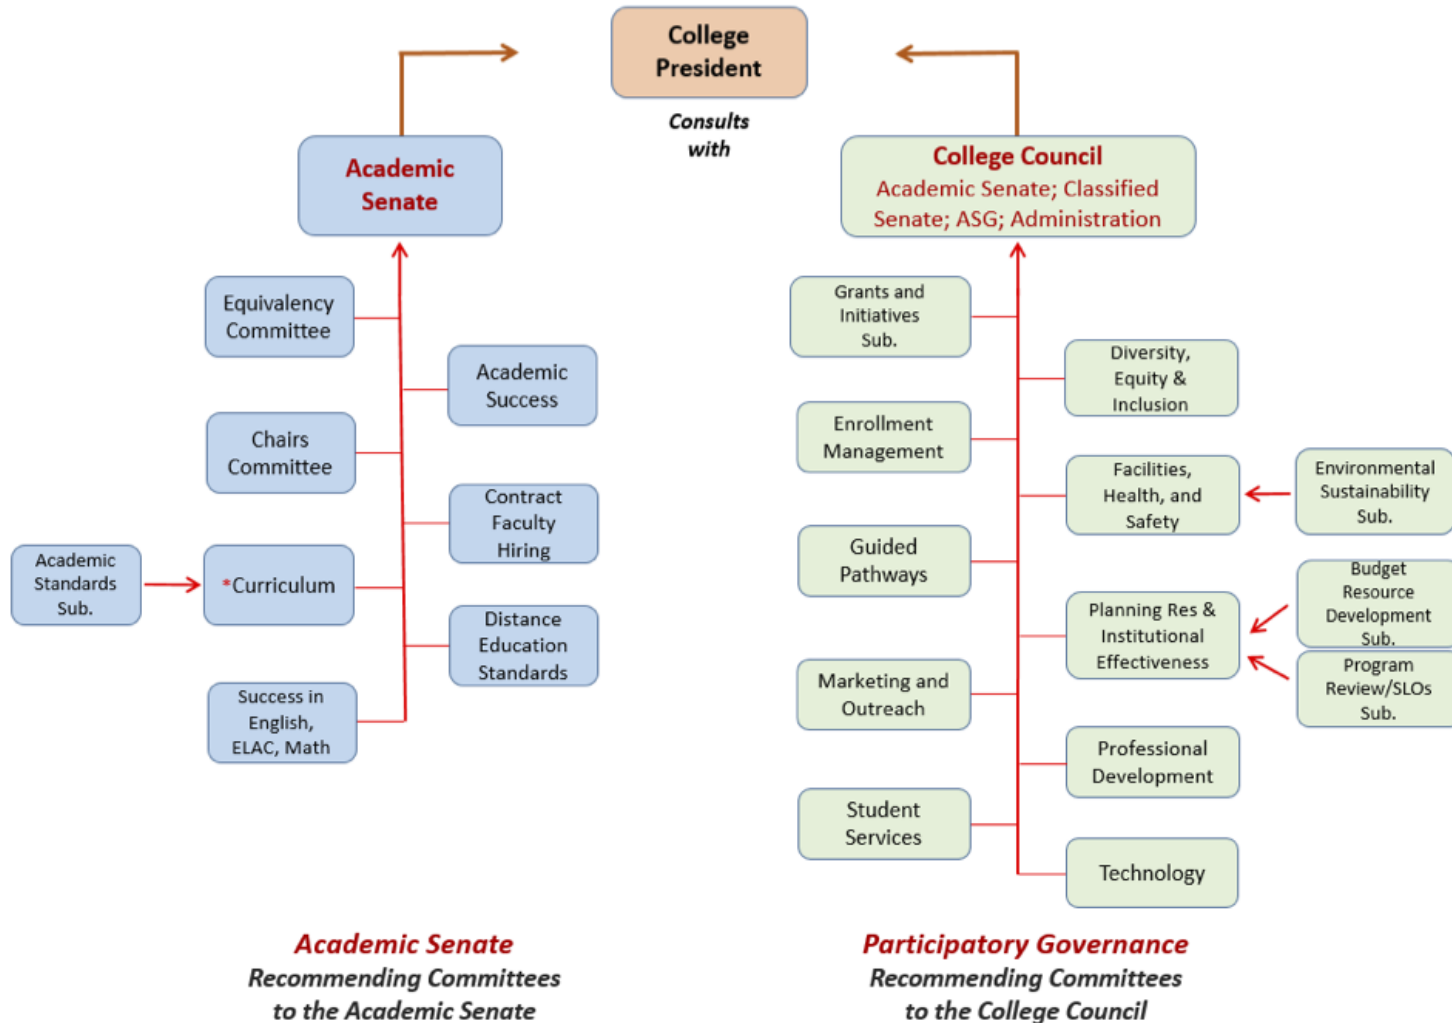 College
President
Consults
with
Academic
Senate
College Council
Academic Senate; Classified
Senate; ASG; Administration
Equivalency
Committee
Academic
Success
Chairs
Committee
Contract
Faculty
Hiring
Academic
Standards
Sub.
*Curriculum
Distance
Education
Standards
Success in
English,
ELAC, Math
Grants and
Initiatives
Sub.
Diversity,
Equity &
Inclusion
Enrollment
Management
Facilities,
Health, and
Safety
Environmental
Sustainability
Sub.
Guided
Pathways
Planning Res &
Institutional
Effectiveness
Budget
Resource
Development
Sub.
Program
Review/SLOs
Sub.
Marketing and
Outreach
Professional
Development
Student
Services
Technology
Academic Senate
Recommending Committees
to the Academic Senate
Participatory Governance
Recommending Committees
to the College Council